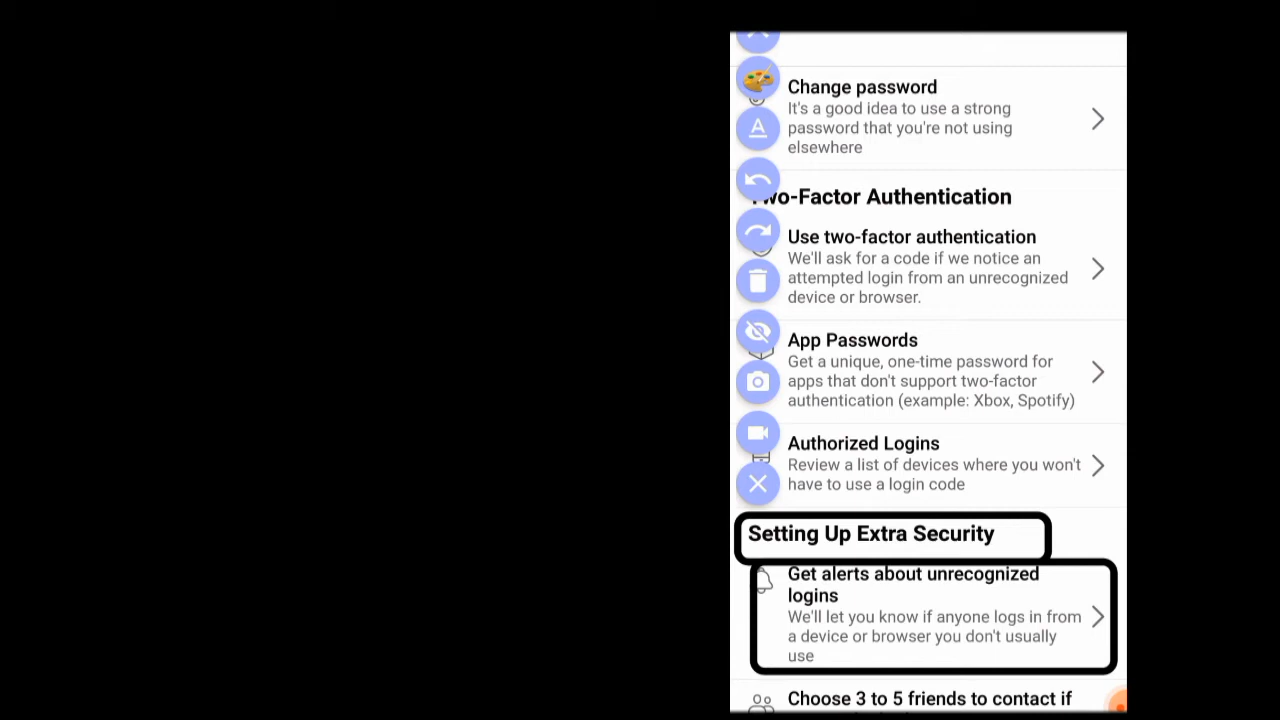 Change password
It's a good idea to use a strong
password that you're not using
elsewhere
Two-Factor Authentication
Use two-factor authentication
We'll ask for a code if we notice an
attempted login from an unrecognized
device or browser.
App Passwords
Get a unique, one-time password for
apps that don't support two-factor
authentication (example: Xbox, Spotify)
Authorized Logins
Review a list of devices where you won't
have to use a login code
Setting Up Extra Security
Get alerts about unrecognized
logins
We'll let you know if anyone logs in from
a device or browser you don't usually
use
Choose 3 to 5 friends to contact if